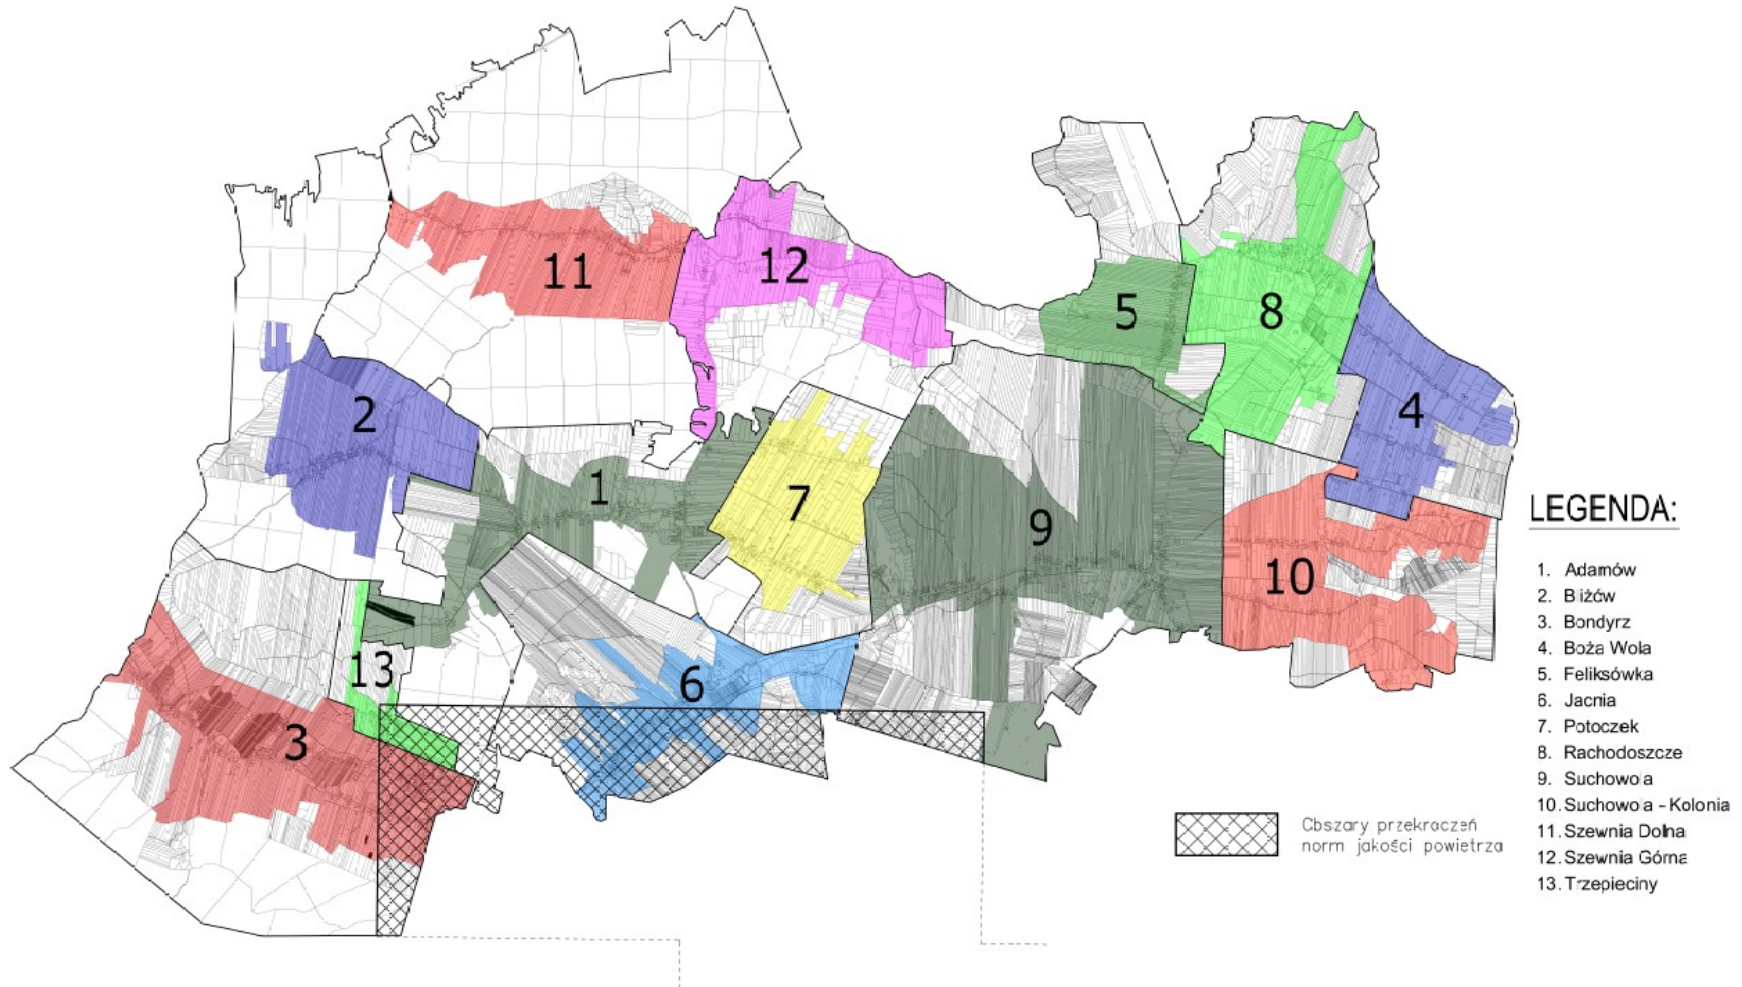 11
12
5
8
2
4
1
7
9
10
13
6
3
LEGENDA:
1. Adamów
2. Bliżów
3. Bondyrz
4. Boża Wola
5. Feliksówka
6. Jacnia
7. Potoczek
8. Rachodoszcze
9. Suchowola
10. Suchowola - Kolonia
11. Szewnia Dolna
12. Szewnia Górna
13. Trzepieciny
Obszary przekroczeń
norm jakości powietrza